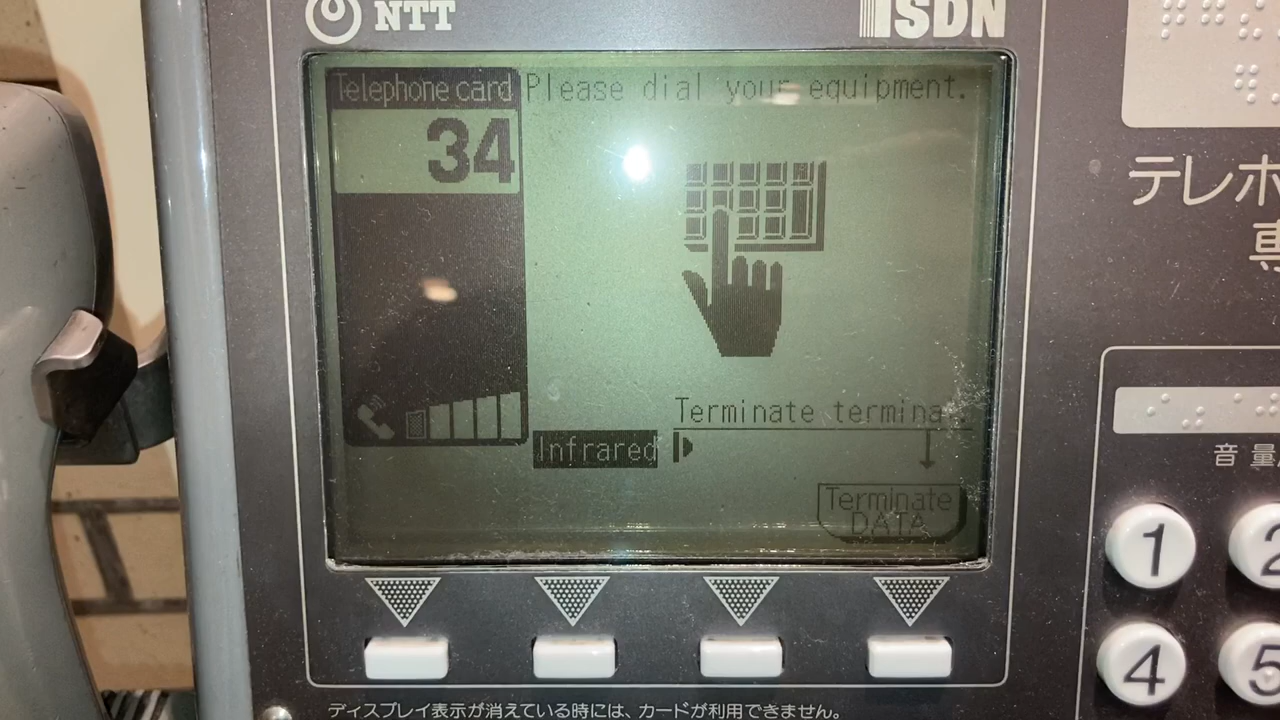 NTT
ISDN
Telephone card
34
Please dial your equipment.
Terminate termina
Infrared
Terminate
DATA
テレホ
専
音量
1
2
4
5
ディスプレイ表示が消えている時には、カードが利用できません。